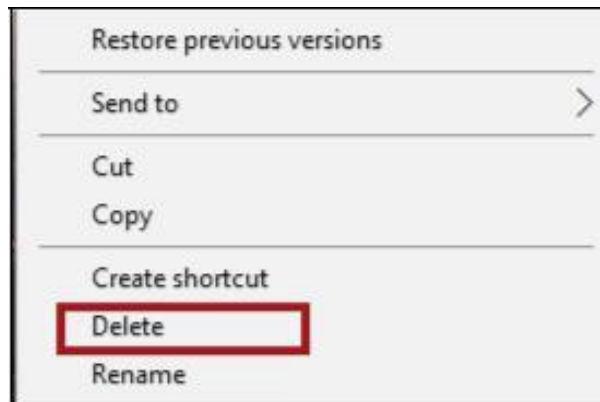 Restore previous versions
Send to
Cut
Copy
Create shortcut
Delete
Rename